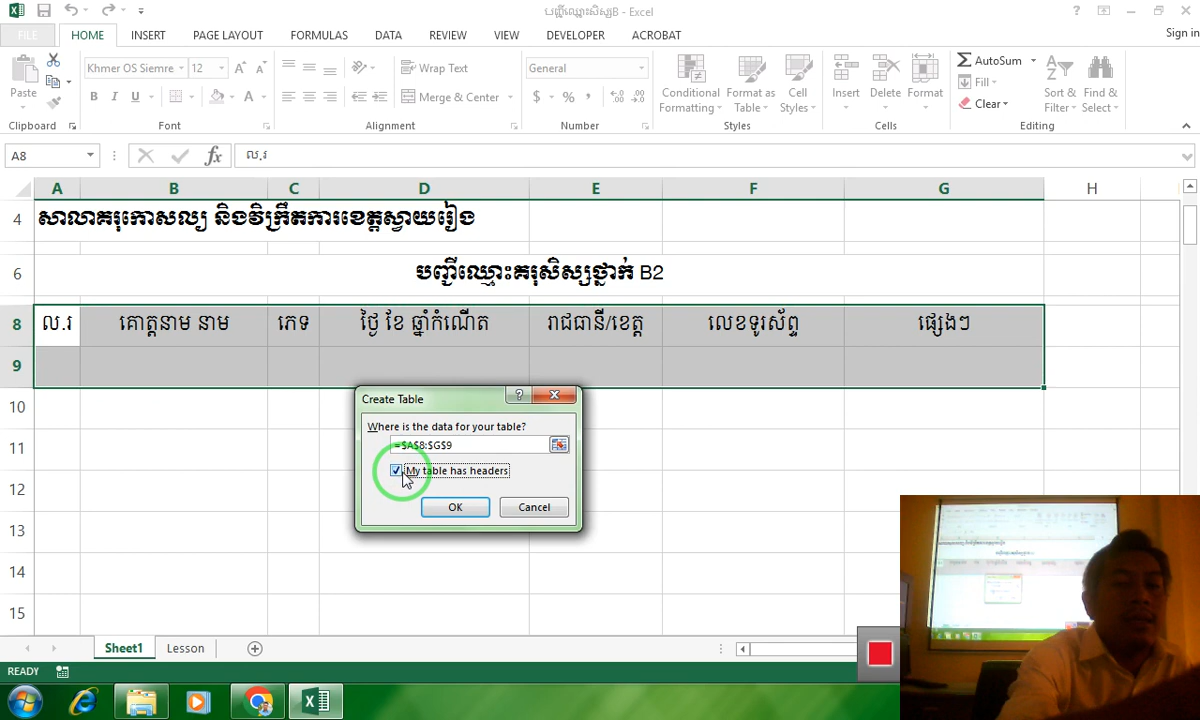 បញ្ជីឈ្មោះសិស្សB - Excel
?
Sign in
FILE
HOME
INSERT
PAGE LAYOUT
FORMULAS
DATA
REVIEW
VIEW
DEVELOPER
ACROBAT
Paste
Khmer OS Siemre
12
B I U
Wrap Text
Merge & Center
General
$ % ,
Conditional Formatting
Format as Table
Cell Styles
Insert
Delete
Format
AutoSum
Fill
Clear
Sort & Filter
Find & Select
Clipboard
Font
Alignment
Number
Styles
Cells
Editing
A8
fx
ល.រ
A B C D E F G H
4 សាលាគរុកោសល្យ និងវិក្រឹតការខេត្តស្វាយរៀង
6 បញ្ជីឈ្មោះគរុសិស្សថ្នាក់ B2
8 ល.រ គោត្តនាម នាម ភេទ ថ្ងៃ ខែ ឆ្នាំកំណើត រាជធានី/ខេត្ត លេខទូរស័ព្ទ ផ្សេងៗ
9
10
11
12
13
14
15
Create Table
?
Where is the data for your table?
=$A$8:$G$9
My table has headers
OK
Cancel
Sheet1
Lesson
READY